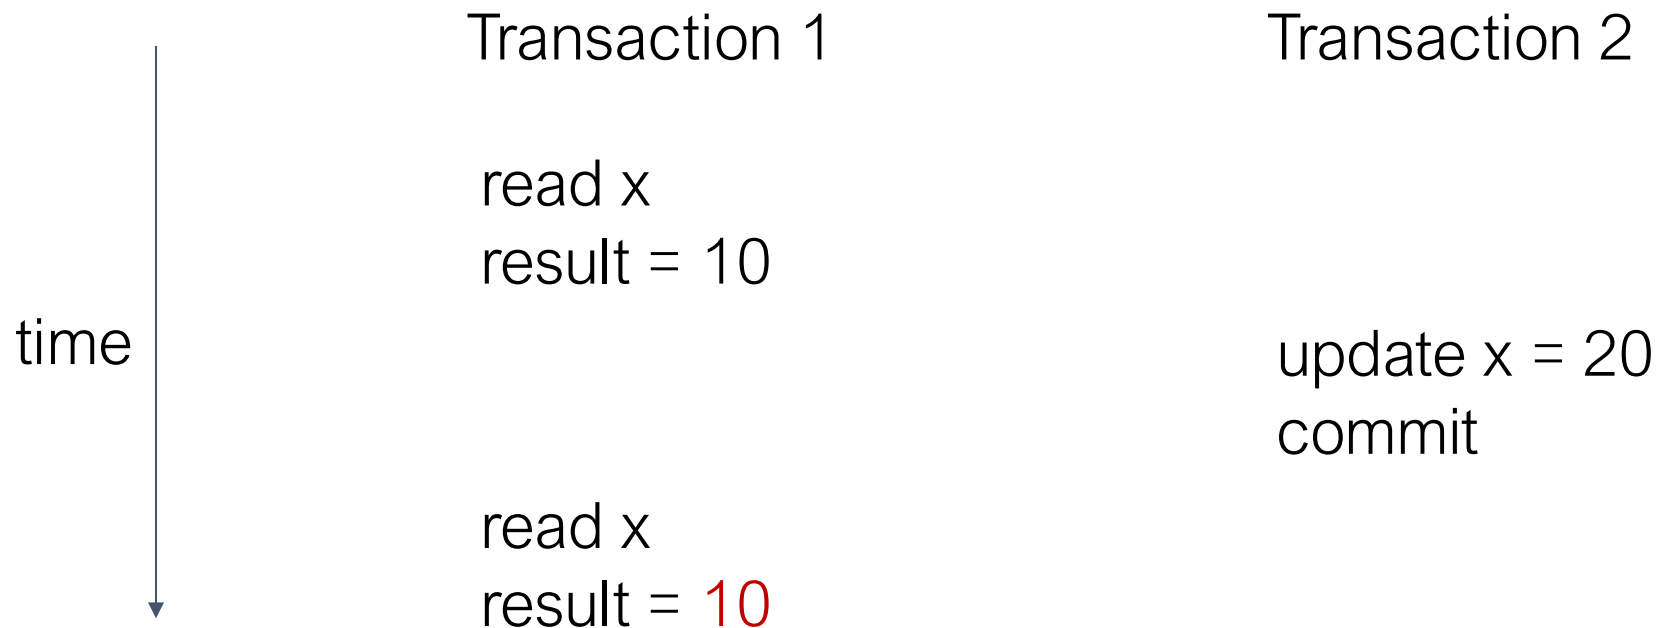 Transaction 1
Transaction 2
read x
result = 10
time
update x = 20
commit
read x
result = 10